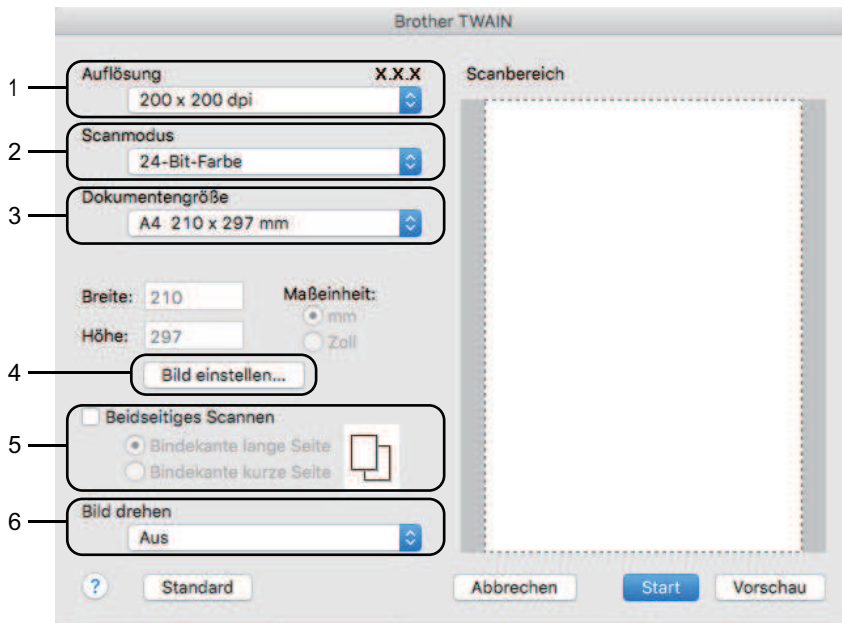 Brother TWAIN
1
Auflösung X.X.X
200 x 200 dpi
2
Scanmodus
24-Bit-Farbe
3
Dokumentengröße
A4 210 x 297 mm
Breite: 210
Maßeinheit:
mm
Höhe: 297
Zoll
4
Bild einstellen...
5
Beidseitiges Scannen
Bindekante lange Seite
Bindekante kurze Seite
6
Bild drehen
Aus
Scanbereich
?
Standard
Abbrechen
Start
Vorschau